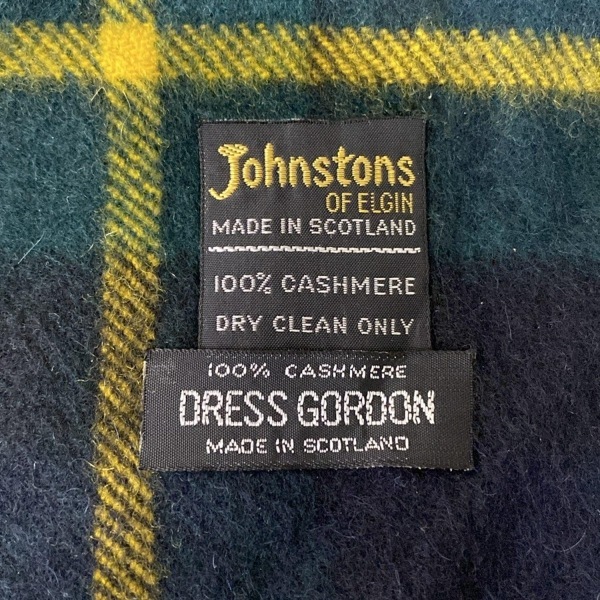 Johnstons
OF ELGIN
MADE IN SCOTLAND
100% CASHMERE
DRY CLEAN ONLY
100% CASHMERE
DRESS GORDON
MADE IN SCOTLAND